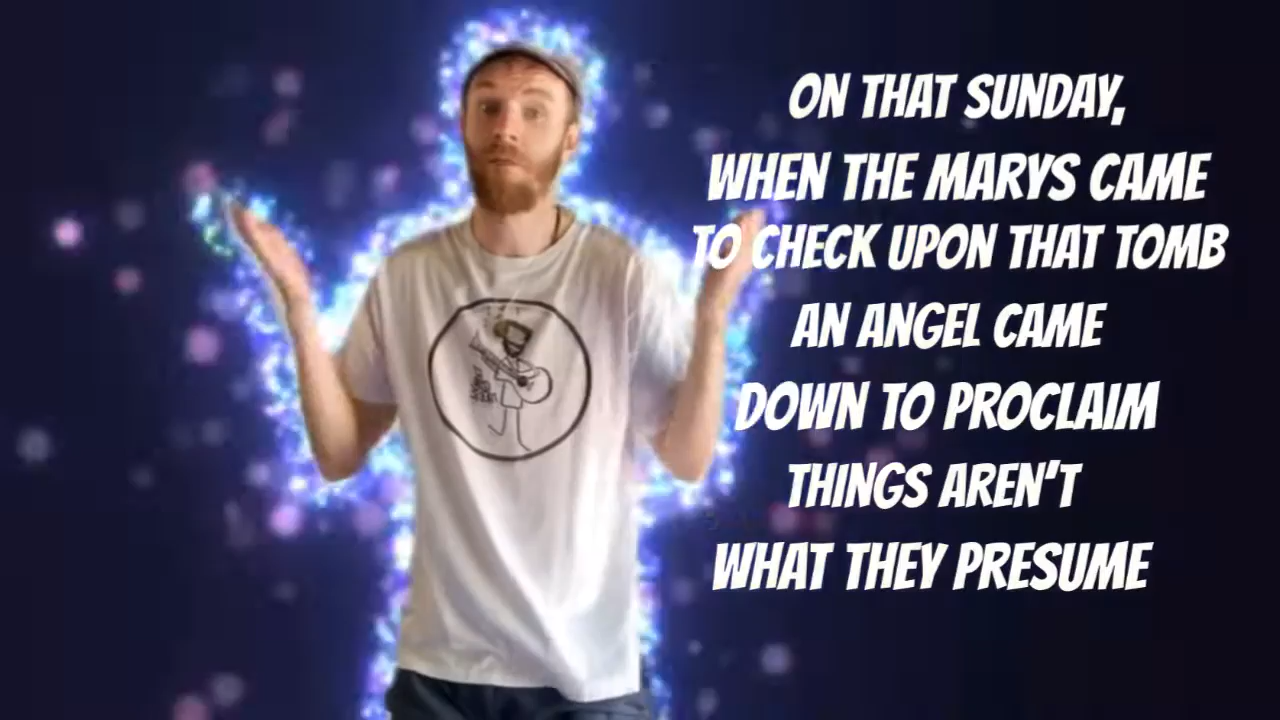 ON THAT SUNDAY,
WHEN THE MARYS CAME
TO CHECK UPON THAT TOMB
AN ANGEL CAME
DOWN TO PROCLAIM
THINGS AREN'T
WHAT THEY PRESUME